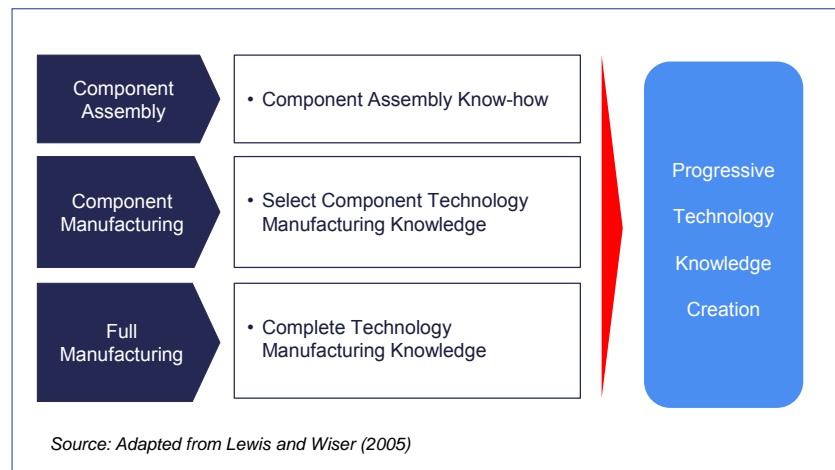 Component
Assembly
• Component Assembly Know-how
Component
Manufacturing
• Select Component Technology
Manufacturing Knowledge
Full
Manufacturing
• Complete Technology
Manufacturing Knowledge
Progressive
Technology
Knowledge
Creation
Source: Adapted from Lewis and Wiser (2005)